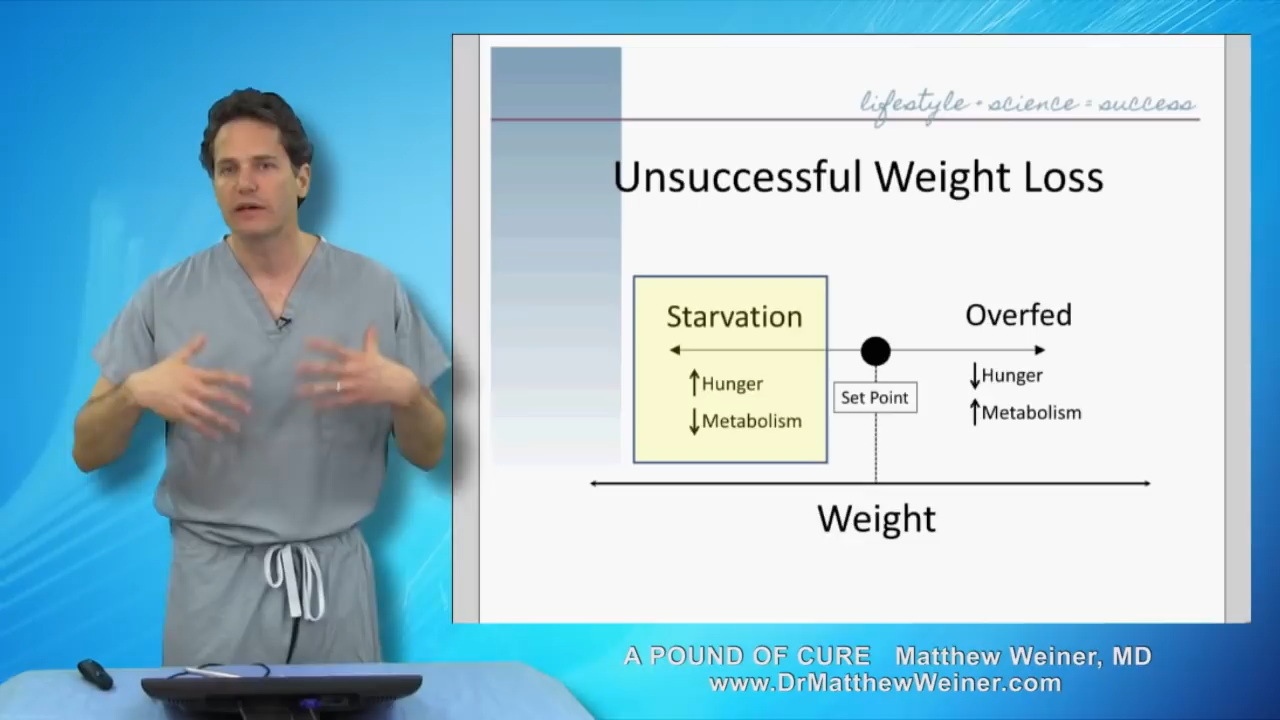 lifestyle + science = success
Unsuccessful Weight Loss
Starvation
Overfed
↑Hunger
↓Metabolism
Set Point
↓Hunger
↑Metabolism
Weight
A POUND OF CURE Matthew Weiner, MD
www.DrMatthewWeiner.com